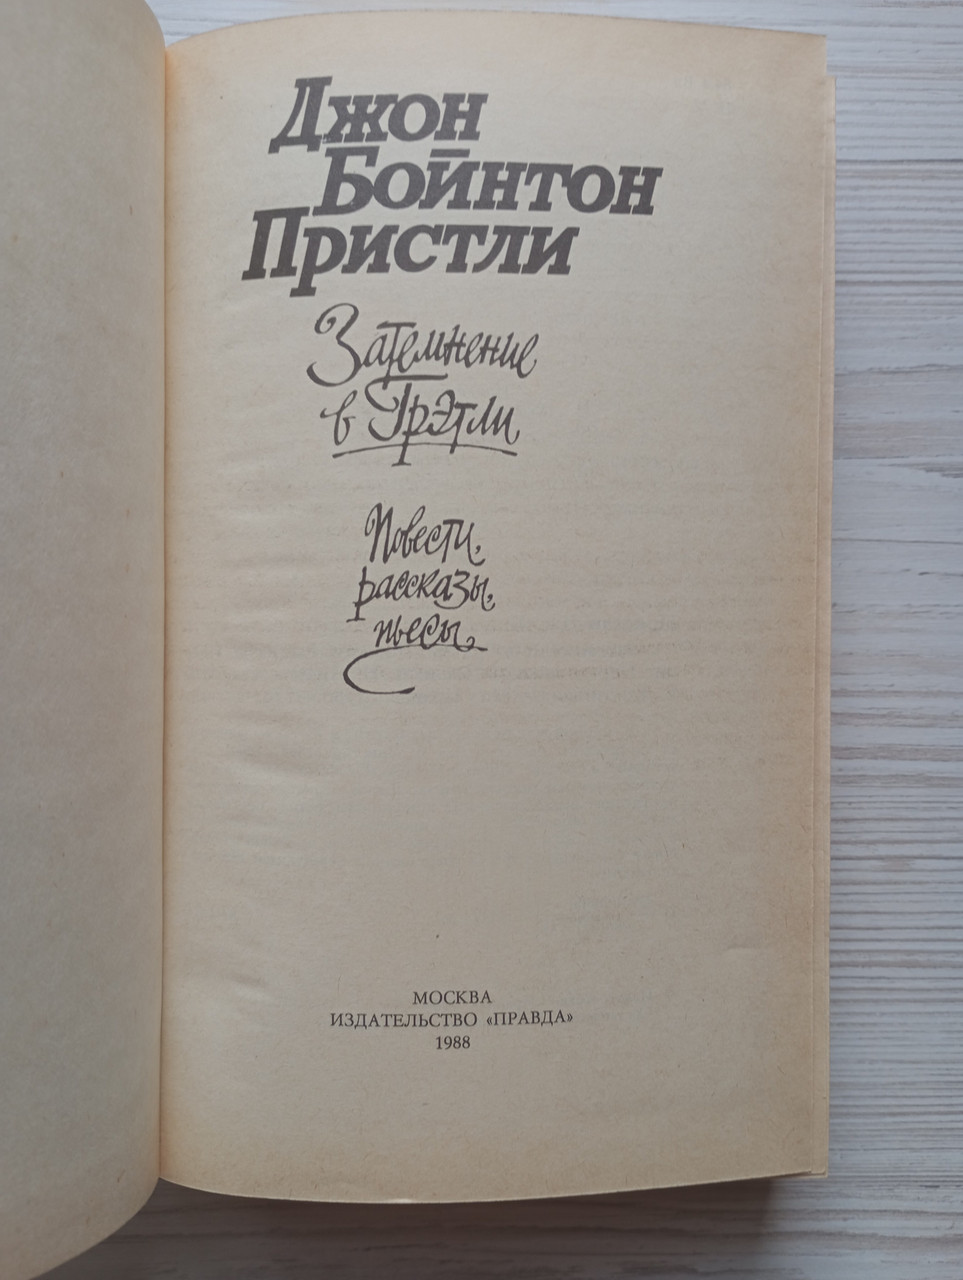 Джон
Бойнтон
Пристли
Затемнение
в Грэтли
Повести,
рассказы,
пьесы
МОСКВА
ИЗДАТЕЛЬСТВО «ПРАВДА»
1988